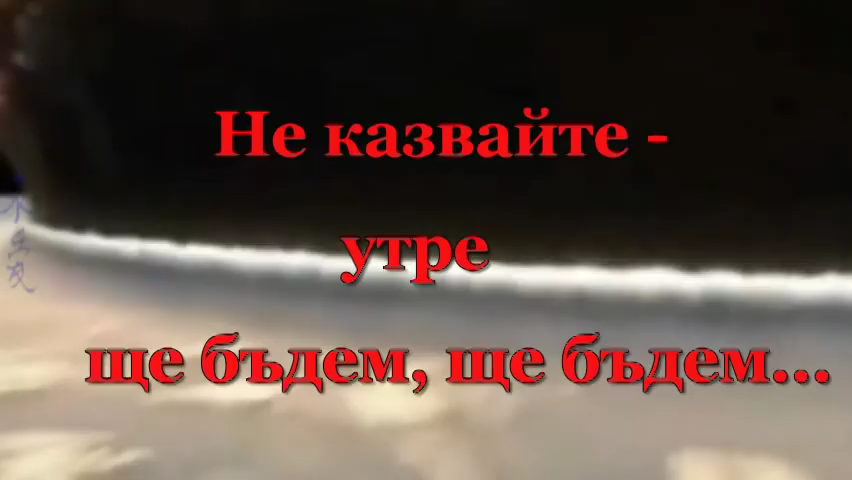 Не казвайте -
утре
ще бъдем, ще бъдем...